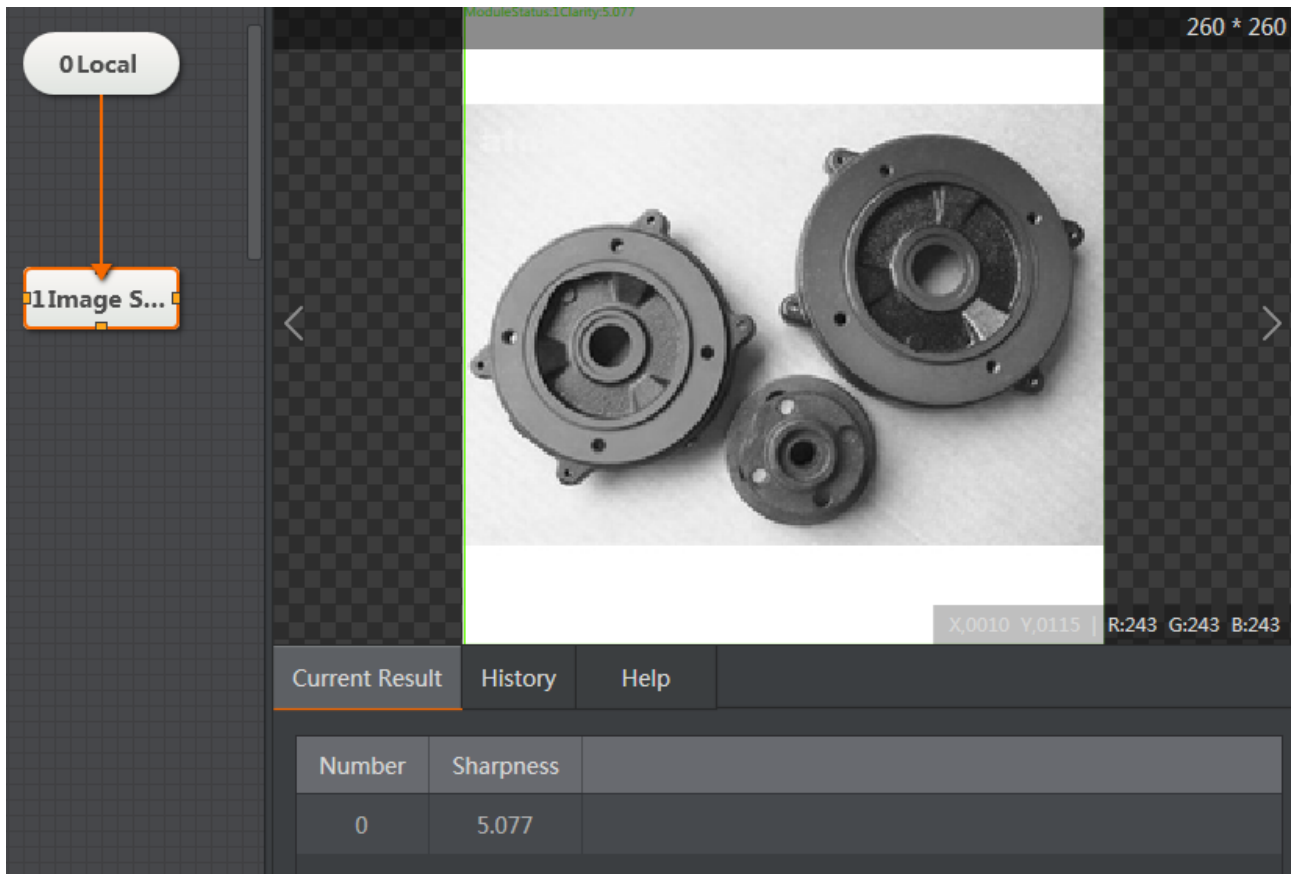 ModuleStatus:1Clarity:5.077
260 * 260
0 Local
1 Image S...
X,0010 Y,0115 | R:243 G:243 B:243
Current Result History Help
Number Sharpness
0 5.077